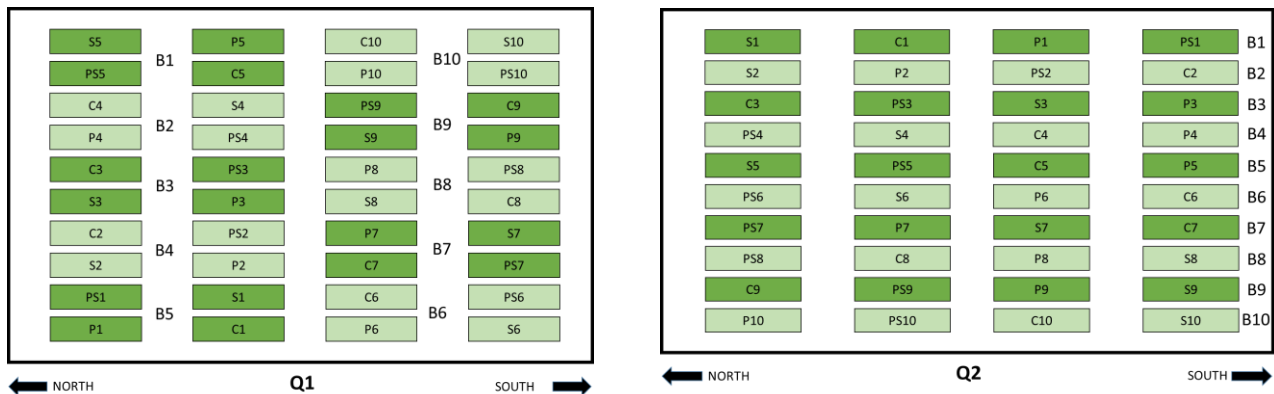 S5 P5 C10 S10
B1 B10
PS5 C5 P10 PS10
C4 S4 PS9 C9
B2 B9
P4 PS4 S9 P9
C3 PS3 P8 PS8
B3 B8
S3 P3 S8 C8
C2 PS2 P7 S7
B4 B7
S2 P2 C7 PS7
PS1 S1 C6 PS6
B5 B6
P1 C1 P6 S6
NORTH Q1 SOUTH
S1 C1 P1 PS1 B1
S2 P2 PS2 C2 B2
C3 PS3 S3 P3 B3
PS4 S4 C4 P4 B4
S5 PS5 C5 P5 B5
PS6 S6 P6 C6 B6
PS7 P7 S7 C7 B7
PS8 C8 P8 S8 B8
C9 PS9 P9 S9 B9
P10 PS10 C10 S10 B10
NORTH Q2 SOUTH